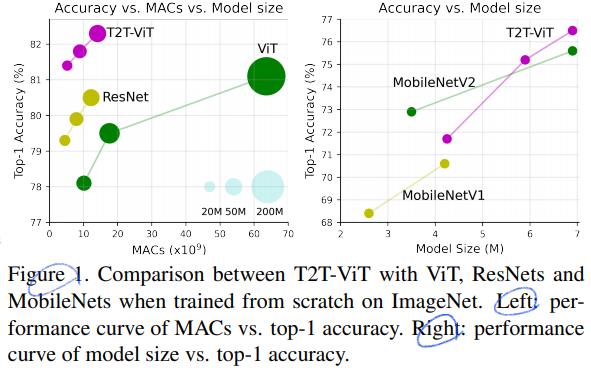 Accuracy vs. MACs vs. Model size
Top-1 Accuracy (%)
82
81
80
79
78
77
T2T-ViT
ViT
ResNet
20M 50M 200M
0 10 20 30 40 50 60 70
MACs (x10⁹)
Accuracy vs. Model size
Top-1 Accuracy (%)
77
76
75
74
73
72
71
70
69
68
T2T-ViT
MobileNetV2
MobileNetV1
2 3 4 5 6 7
Model Size (M)
Figure 1. Comparison between T2T-ViT with ViT, ResNets and
MobileNets when trained from scratch on ImageNet. Left: per-
formance curve of MACs vs. top-1 accuracy. Right: performance
curve of model size vs. top-1 accuracy.